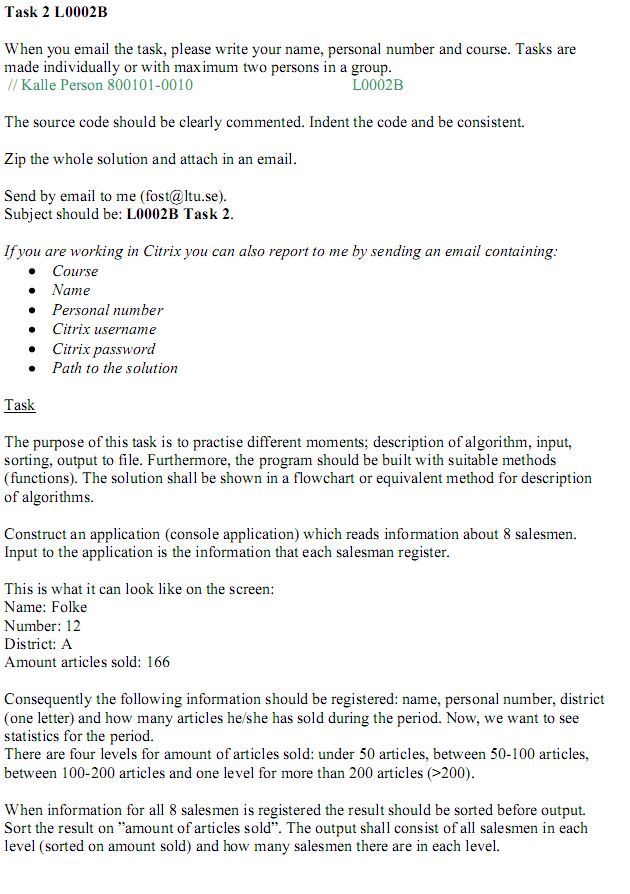 Task 2 L0002B
When you email the task, please write your name, personal number and course. Tasks are
made individually or with maximum two persons in a group.
// Kalle Person 800101-0010 L0002B
The source code should be clearly commented. Indent the code and be consistent.
Zip the whole solution and attach in an email.
Send by email to me (fost@ltu.se).
Subject should be: L0002B Task 2.
If you are working in Citrix you can also report to me by sending an email containing:
• Course
• Name
• Personal number
• Citrix username
• Citrix password
• Path to the solution
Task
The purpose of this task is to practise different moments; description of algorithm, input,
sorting, output to file. Furthermore, the program should be built with suitable methods
(functions). The solution shall be shown in a flowchart or equivalent method for description
of algorithms.
Construct an application (console application) which reads information about 8 salesmen.
Input to the application is the information that each salesman register.
This is what it can look like on the screen:
Name: Folke
Number: 12
District: A
Amount articles sold: 166
Consequently the following information should be registered: name, personal number, district
(one letter) and how many articles he/she has sold during the period. Now, we want to see
statistics for the period.
There are four levels for amount of articles sold: under 50 articles, between 50-100 articles,
between 100-200 articles and one level for more than 200 articles (>200).
When information for all 8 salesmen is registered the result should be sorted before output.
Sort the result on ”amount of articles sold”. The output shall consist of all salesmen in each
level (sorted on amount sold) and how many salesmen there are in each level.